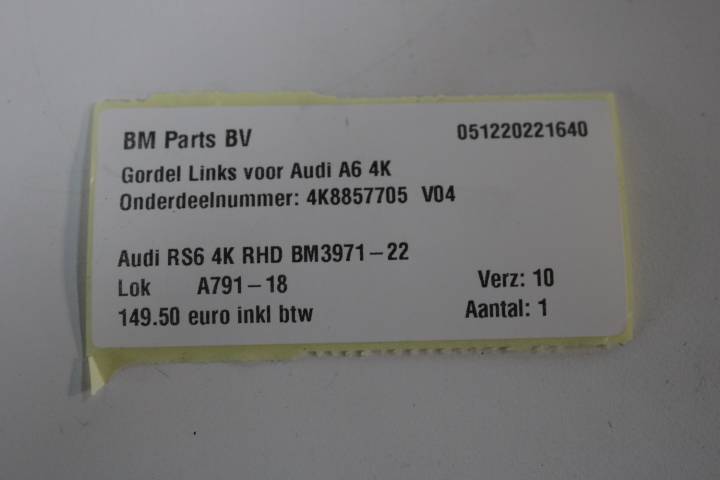 BM Parts BV 051220221640
Gordel Links voor Audi A6 4K
Onderdeelnummer: 4K8857705 V04
Audi RS6 4K RHD BM3971-22
Lok A791-18 Verz: 10
149.50 euro inkl btw Aantal: 1